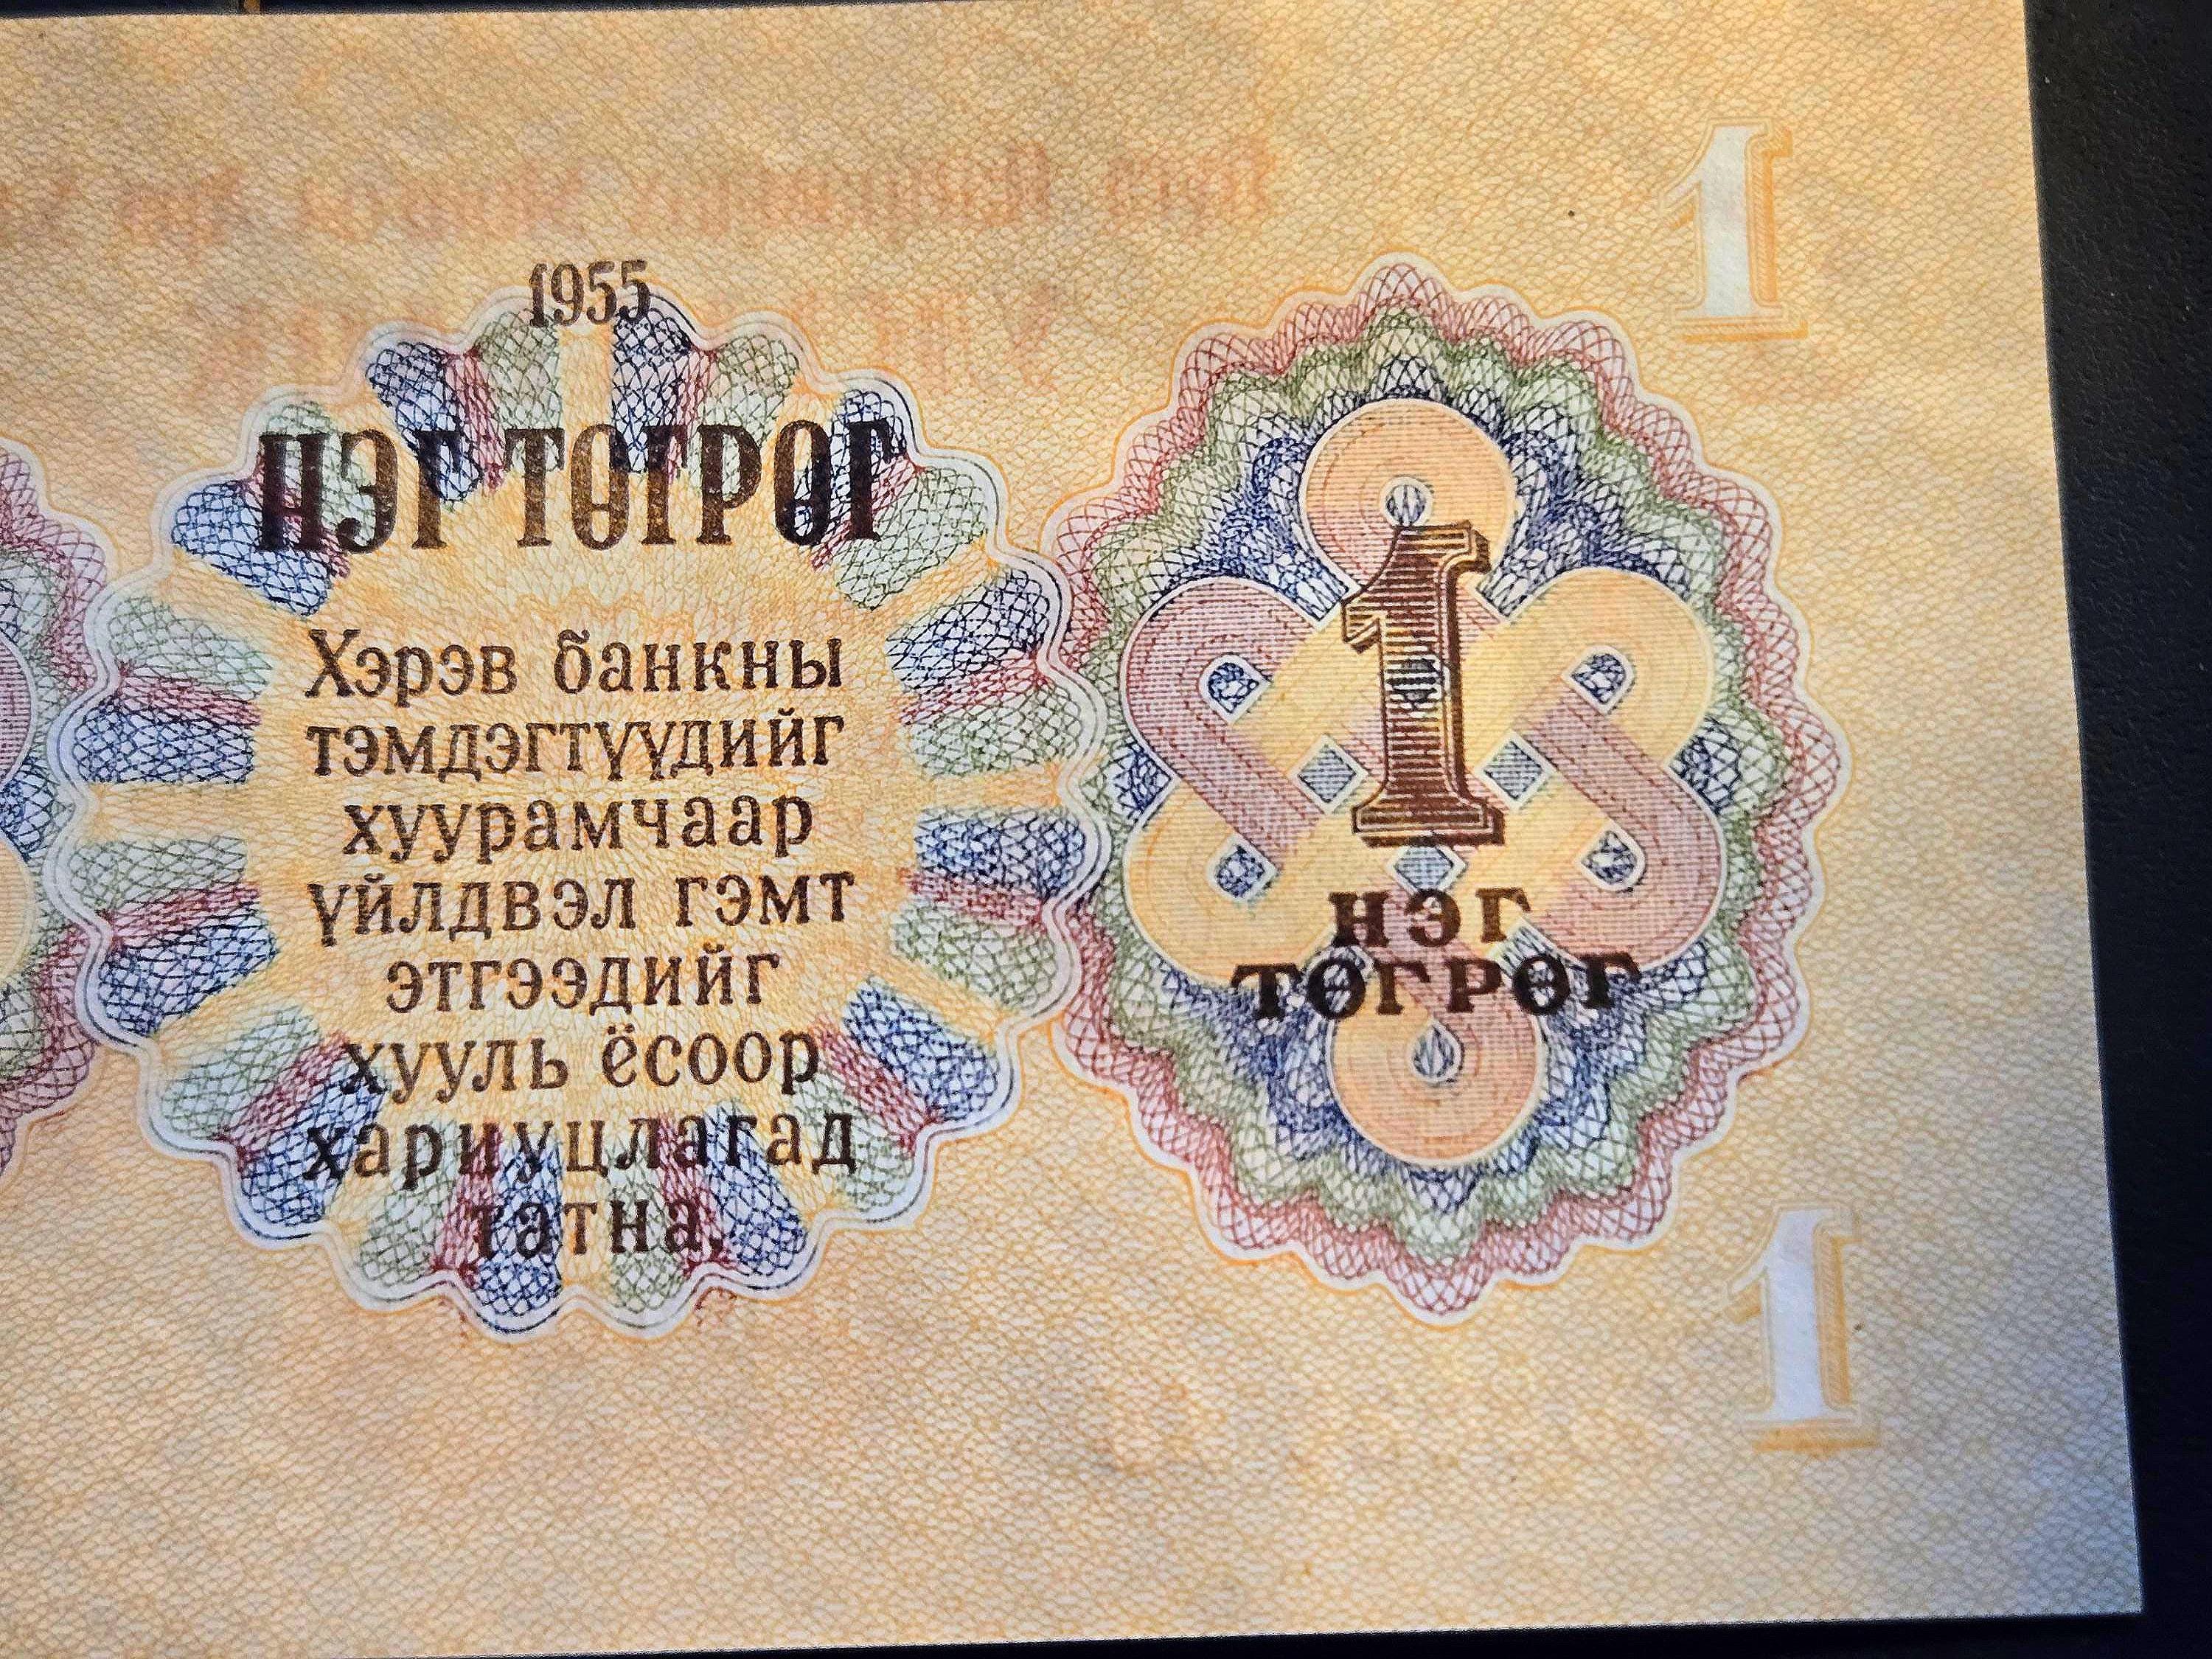 1955
НЭГ ТӨГРӨГ
Хэрэв банкны
тэмдэгтүүдийг
хуурамчаар
үйлдвэл гэмт
этгээдийг
хууль ёсоор
хариуцлагад
татна.
1
НЭГ
ТӨГРӨГ
1
1